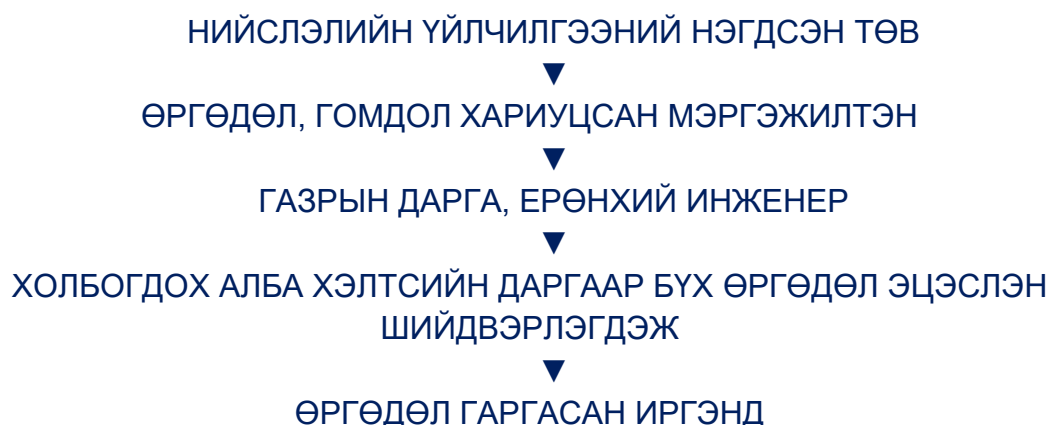 НИЙСЛЭЛИЙН ҮЙЛЧИЛГЭЭНИЙ НЭГДСЭН ТӨВ
▼
ӨРГӨДӨЛ, ГОМДОЛ ХАРИУЦСАН МЭРГЭЖИЛТЭН
▼
ГАЗРЫН ДАРГА, ЕРӨНХИЙ ИНЖЕНЕР
▼
ХОЛБОГДОХ АЛБА ХЭЛТСИЙН ДАРГААР БҮХ ӨРГӨДӨЛ ЭЦЭСЛЭН
ШИЙДВЭРЛЭГДЭЖ
▼
ӨРГӨДӨЛ ГАРГАСАН ИРГЭНД